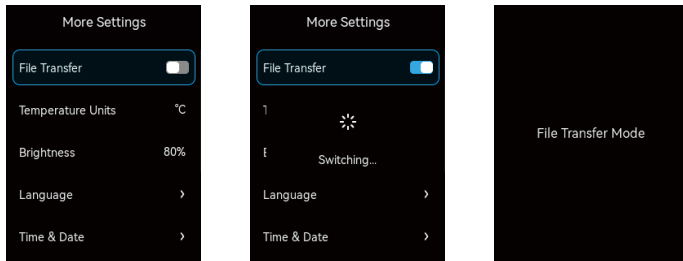 More Settings
File Transfer
Temperature Units °C
Brightness 80%
Language
Time & Date
More Settings
File Transfer
T
Switching...
Language
Time & Date
File Transfer Mode